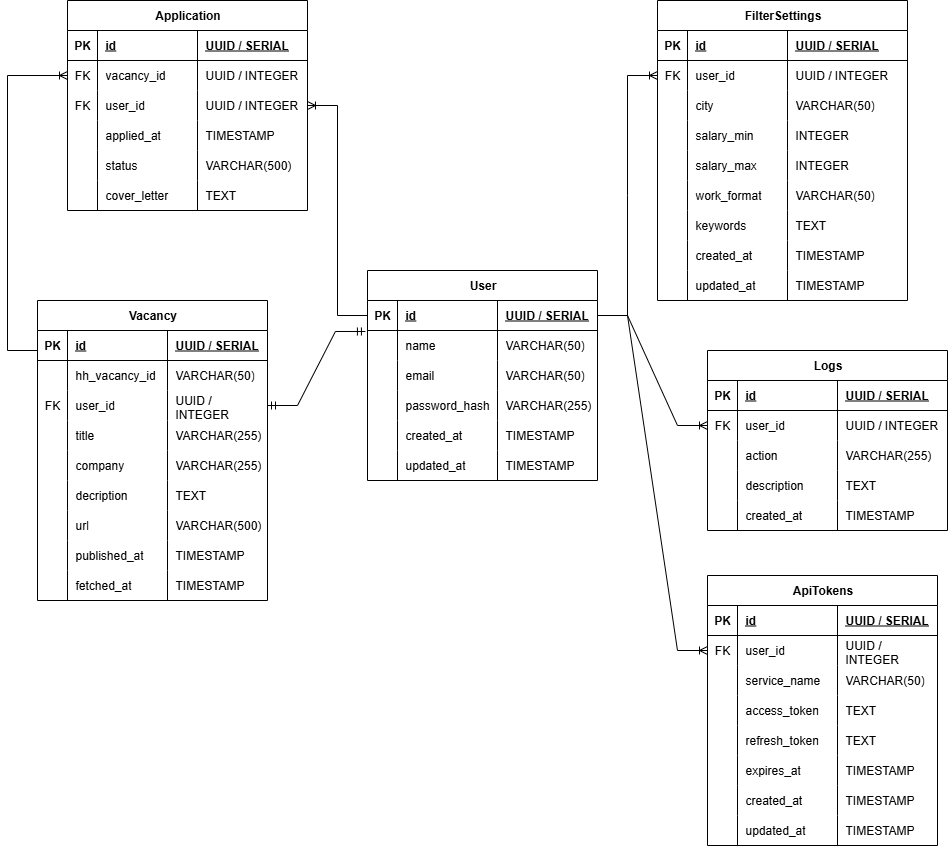 Application
PK id UUID / SERIAL
FK vacancy_id UUID / INTEGER
FK user_id UUID / INTEGER
applied_at TIMESTAMP
status VARCHAR(500)
cover_letter TEXT
FilterSettings
PK id UUID / SERIAL
FK user_id UUID / INTEGER
city VARCHAR(50)
salary_min INTEGER
salary_max INTEGER
work_format VARCHAR(50)
keywords TEXT
created_at TIMESTAMP
updated_at TIMESTAMP
Vacancy
PK id UUID / SERIAL
hh_vacancy_id VARCHAR(50)
FK user_id UUID /
INTEGER
title VARCHAR(255)
company VARCHAR(255)
decription TEXT
url VARCHAR(500)
published_at TIMESTAMP
fetched_at TIMESTAMP
User
PK id UUID / SERIAL
name VARCHAR(50)
email VARCHAR(50)
password_hash VARCHAR(255)
created_at TIMESTAMP
updated_at TIMESTAMP
Logs
PK id UUID / SERIAL
FK user_id UUID / INTEGER
action VARCHAR(255)
description TEXT
created_at TIMESTAMP
ApiTokens
PK id UUID / SERIAL
FK user_id UUID /
INTEGER
service_name VARCHAR(50)
access_token TEXT
refresh_token TEXT
expires_at TIMESTAMP
created_at TIMESTAMP
updated_at TIMESTAMP